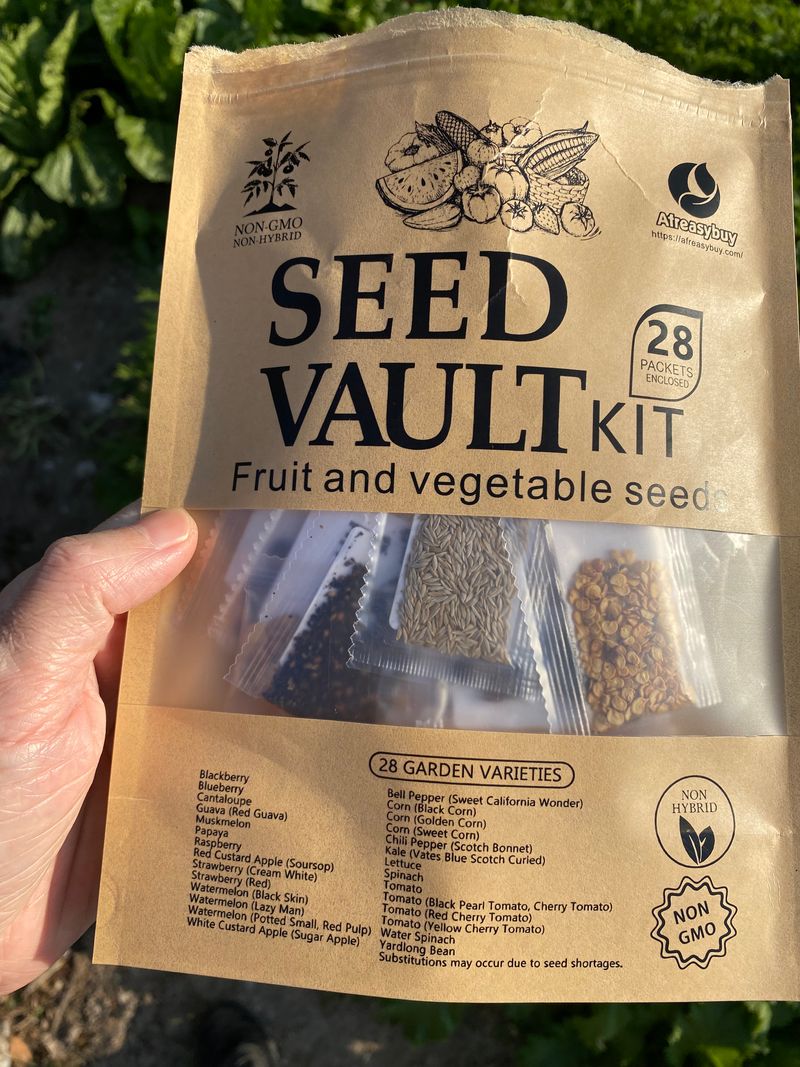 NON-GMO
NON-HYBRID
Afreasybuy
https://afreasybuy.com/
SEED
VAULT KIT
28
PACKETS
ENCLOSED
Fruit and vegetable seeds
28 GARDEN VARIETIES
Blackberry
Blueberry
Cantaloupe
Guava (Red Guava)
Muskmelon
Papaya
Raspberry
Red Custard Apple (Soursop)
Strawberry (Cream White)
Strawberry (Red)
Watermelon (Black Skin)
Watermelon (Lazy Man)
Watermelon (Potted Small, Red Pulp)
White Custard Apple (Sugar Apple)
Bell Pepper (Sweet California Wonder)
Corn (Black Corn)
Corn (Golden Corn)
Corn (Sweet Corn)
Chili Pepper (Scotch Bonnet)
Kale (Vates Blue Scotch Curled)
Lettuce
Spinach
Tomato
Tomato (Black Pearl Tomato, Cherry Tomato)
Tomato (Red Cherry Tomato)
Tomato (Yellow Cherry Tomato)
Water Spinach
Yardlong Bean
Substitutions may occur due to seed shortages.
NON
HYBRID
NON
GMO